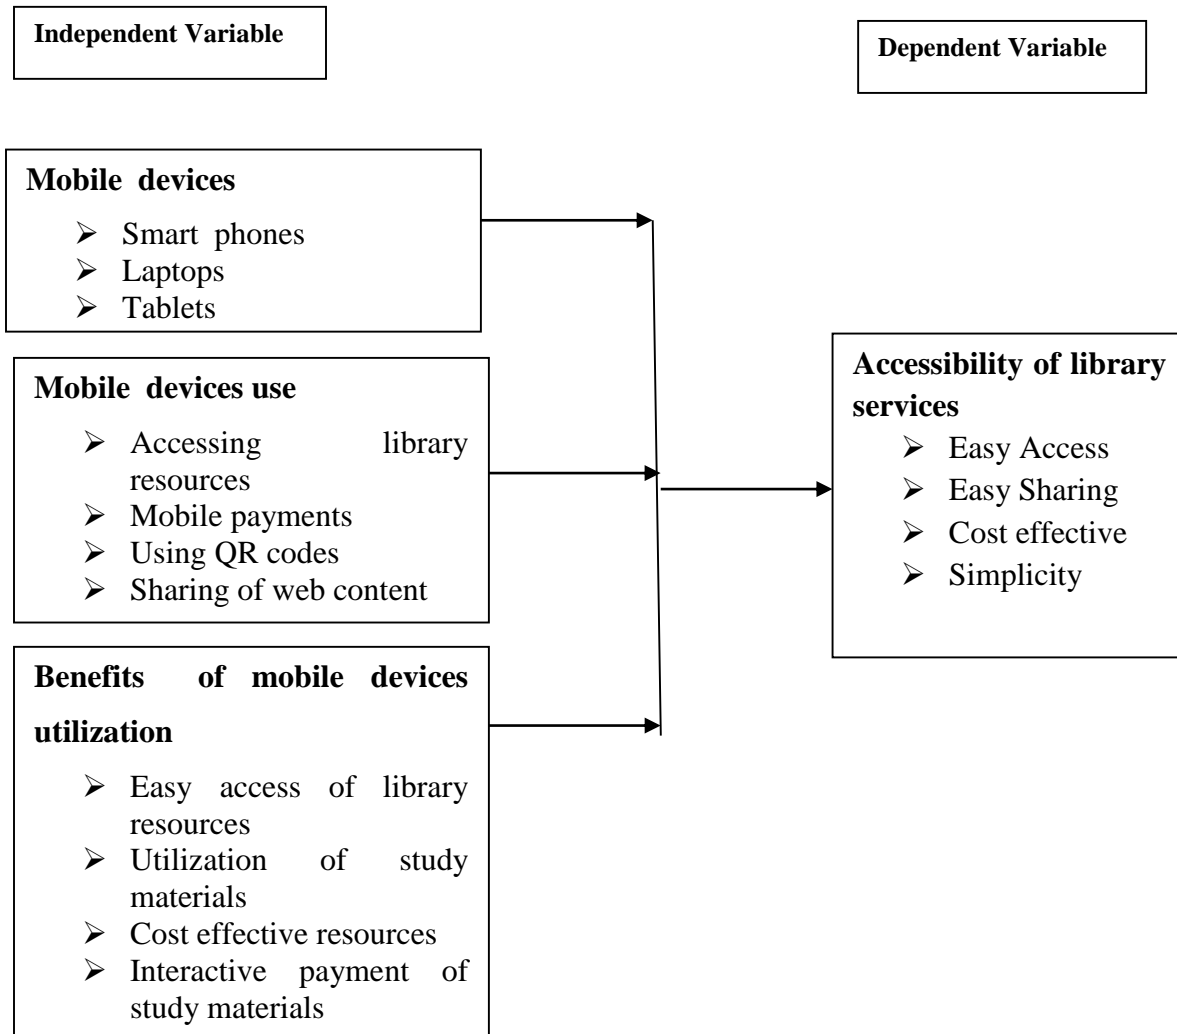 Independent Variable
Dependent Variable
Mobile devices
➢ Smart phones
➢ Laptops
➢ Tablets
Mobile devices use
➢ Accessing library
resources
➢ Mobile payments
➢ Using QR codes
➢ Sharing of web content
Benefits of mobile devices
utilization
➢ Easy access of library
resources
➢ Utilization of study
materials
➢ Cost effective resources
➢ Interactive payment of
study materials
Accessibility of library
services
➢ Easy Access
➢ Easy Sharing
➢ Cost effective
➢ Simplicity